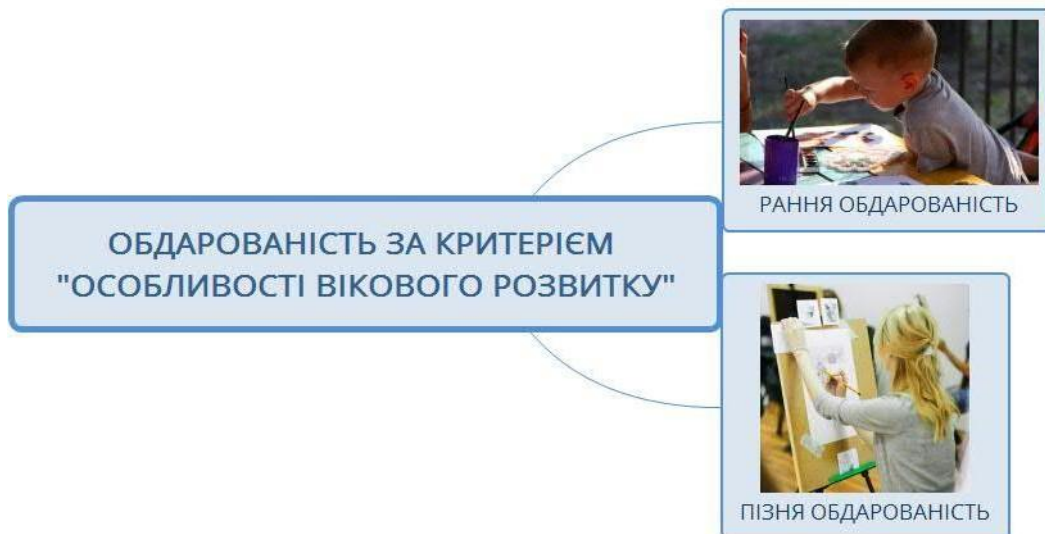 ОБДАРОВАНІСТЬ ЗА КРИТЕРІЄМ
"ОСОБЛИВОСТІ ВІКОВОГО РОЗВИТКУ"
РАННЯ ОБДАРОВАНІСТЬ
ПІЗНЯ ОБДАРОВАНІСТЬ